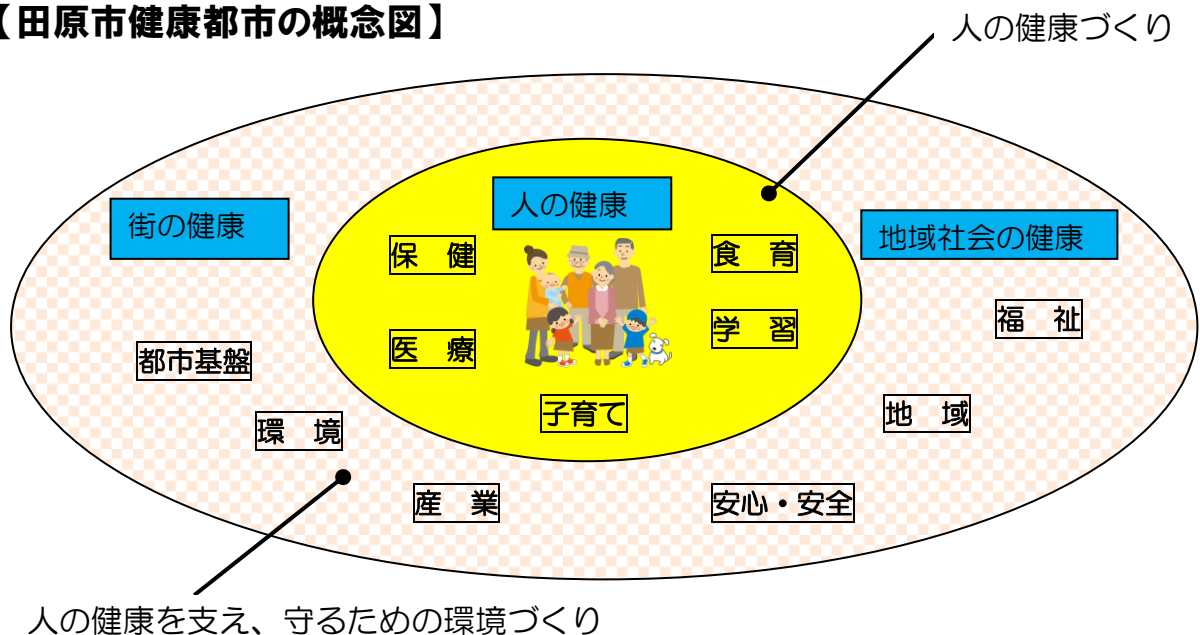 【田原市健康都市の概念図】
人の健康づくり
人の健康
街の健康
地域社会の健康
保　健
食　育
福　祉
学　習
医　療
都市基盤
子育て
地　域
環　境
産　業
安心・安全
人の健康を支え、守るための環境づくり